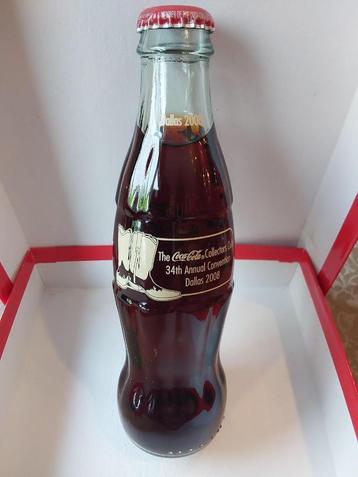 Dallas 2008
The Coca-Cola Collectors Club
34th Annual Convention
Dallas 2008